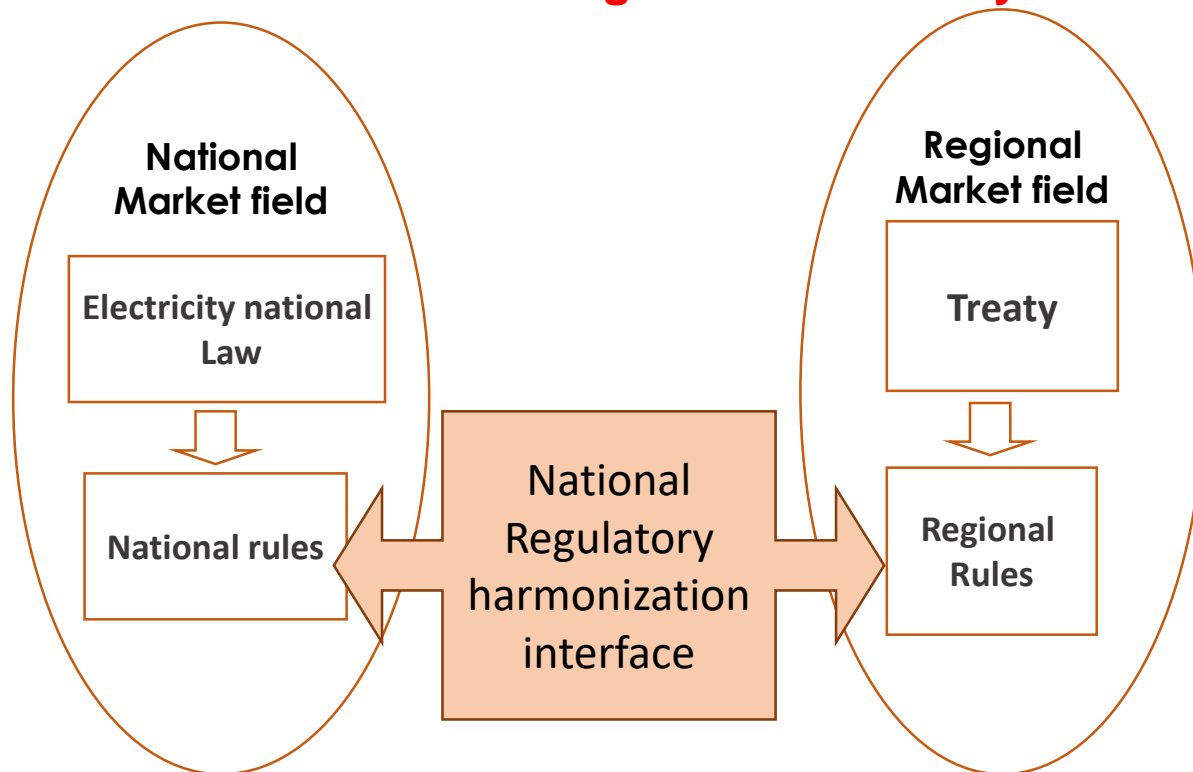 National
Market field
Electricity national
Law
National rules
National
Regulatory
harmonization
interface
Regional
Market field
Treaty
Regional
Rules